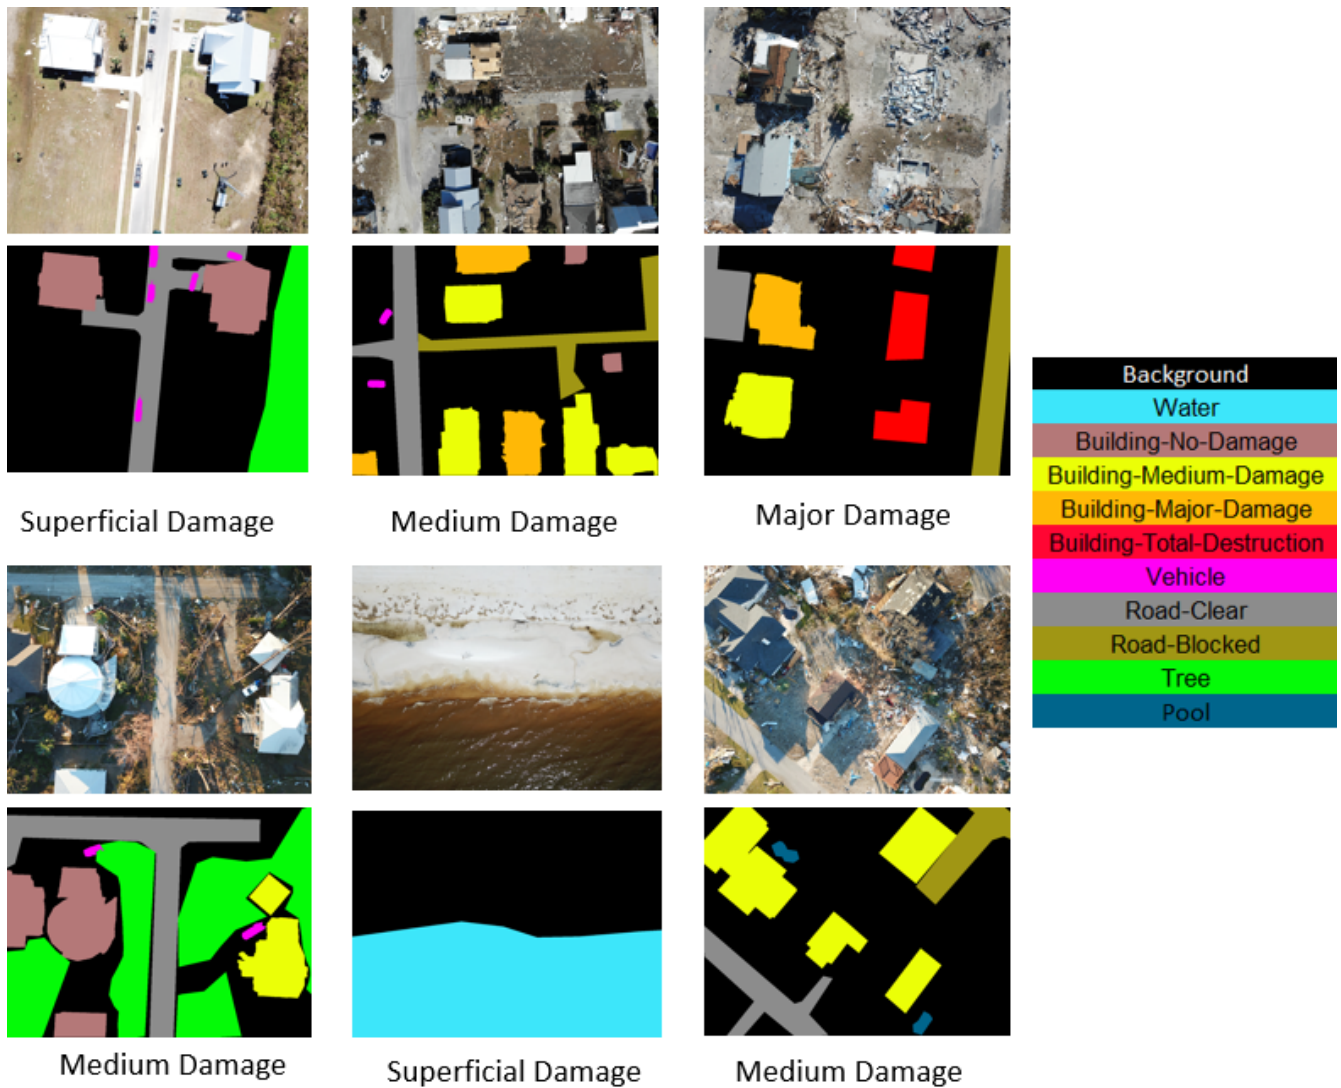 Superficial Damage
Medium Damage
Major Damage
Background
Water
Building-No-Damage
Building-Medium-Damage
Building-Major-Damage
Building-Total-Destruction
Vehicle
Road-Clear
Road-Blocked
Tree
Pool
Medium Damage
Superficial Damage
Medium Damage